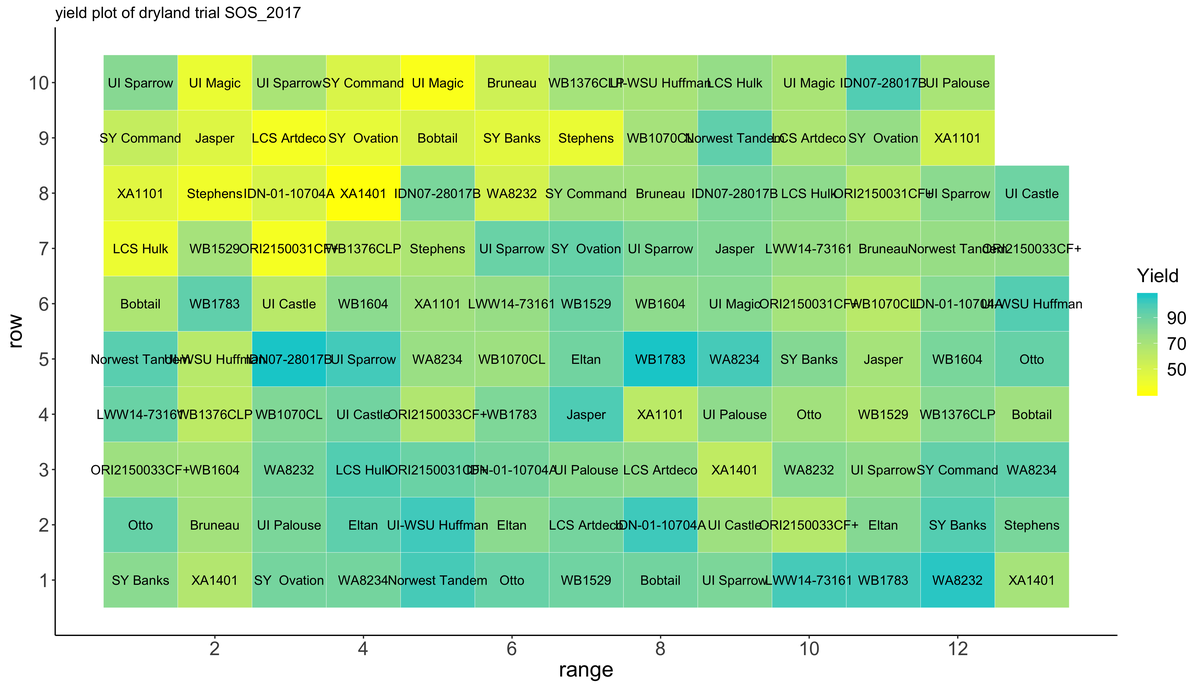 yield plot of dryland trial SOS_2017
10 UI Sparrow UI Magic UI Sparrow SY Command UI Magic Bruneau WB1376CLP UI-WSU Huffman LCS Hulk UI Magic IDN07-28017B UI Palouse
9 SY Command Jasper LCS Artdeco SY  Ovation Bobtail SY Banks Stephens WB1070CL Norwest Tandem LCS Artdeco SY  Ovation XA1101
8 XA1101 Stephens IDN-01-10704A XA1401 IDN07-28017B WA8232 SY Command Bruneau IDN07-28017B LCS Hulk ORI2150031CF+ UI Sparrow UI Castle
7 LCS Hulk WB1529 ORI2150031CF+ WB1376CLP Stephens UI Sparrow SY  Ovation UI Sparrow Jasper LWW14-73161 Bruneau Norwest Tandem ORI2150033CF+
Yield
6 Bobtail WB1783 UI Castle WB1604 XA1101 LWW14-73161 WB1529 WB1604 UI Magic ORI2150031CF+ WB1070CL IDN-01-10704A UI-WSU Huffman
90
row
5 Norwest Tandem UI-WSU Huffman IDN07-28017B UI Sparrow WA8234 WB1070CL Eltan WB1783 WA8234 SY Banks Jasper WB1604 Otto
70
50
4 LWW14-73161 WB1376CLP WB1070CL UI Castle ORI2150033CF+ WB1783 Jasper XA1101 UI Palouse Otto WB1529 WB1376CLP Bobtail
3 ORI2150033CF+ WB1604 WA8232 LCS Hulk ORI2150031CF+ IDN-01-10704A UI Palouse LCS Artdeco XA1401 WA8232 UI Sparrow SY Command WA8234
2 Otto Bruneau UI Palouse Eltan UI-WSU Huffman Eltan LCS Artdeco IDN-01-10704A UI Castle ORI2150033CF+ Eltan SY Banks Stephens
1 SY Banks XA1401 SY  Ovation WA8234 Norwest Tandem Otto WB1529 Bobtail UI Sparrow LWW14-73161 WB1783 WA8232 XA1401
2 4 6 8 10 12
range